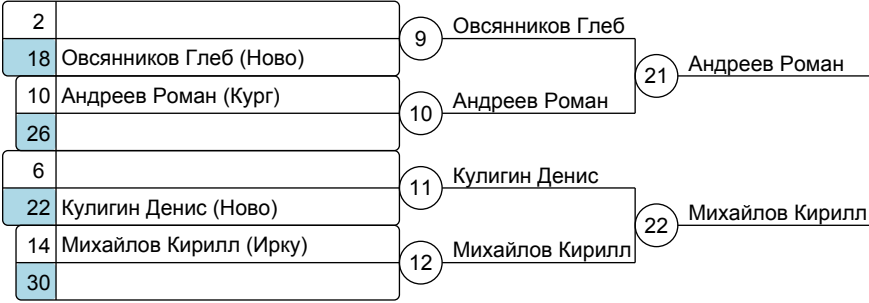 2
18 Овсянников Глеб (Ново)
9
Овсянников Глеб
10 Андреев Роман (Кург)
26
10
Андреев Роман
21
Андреев Роман
6
22 Кулигин Денис (Ново)
11
Кулигин Денис
14 Михайлов Кирилл (Ирку)
30
12
Михайлов Кирилл
22
Михайлов Кирилл